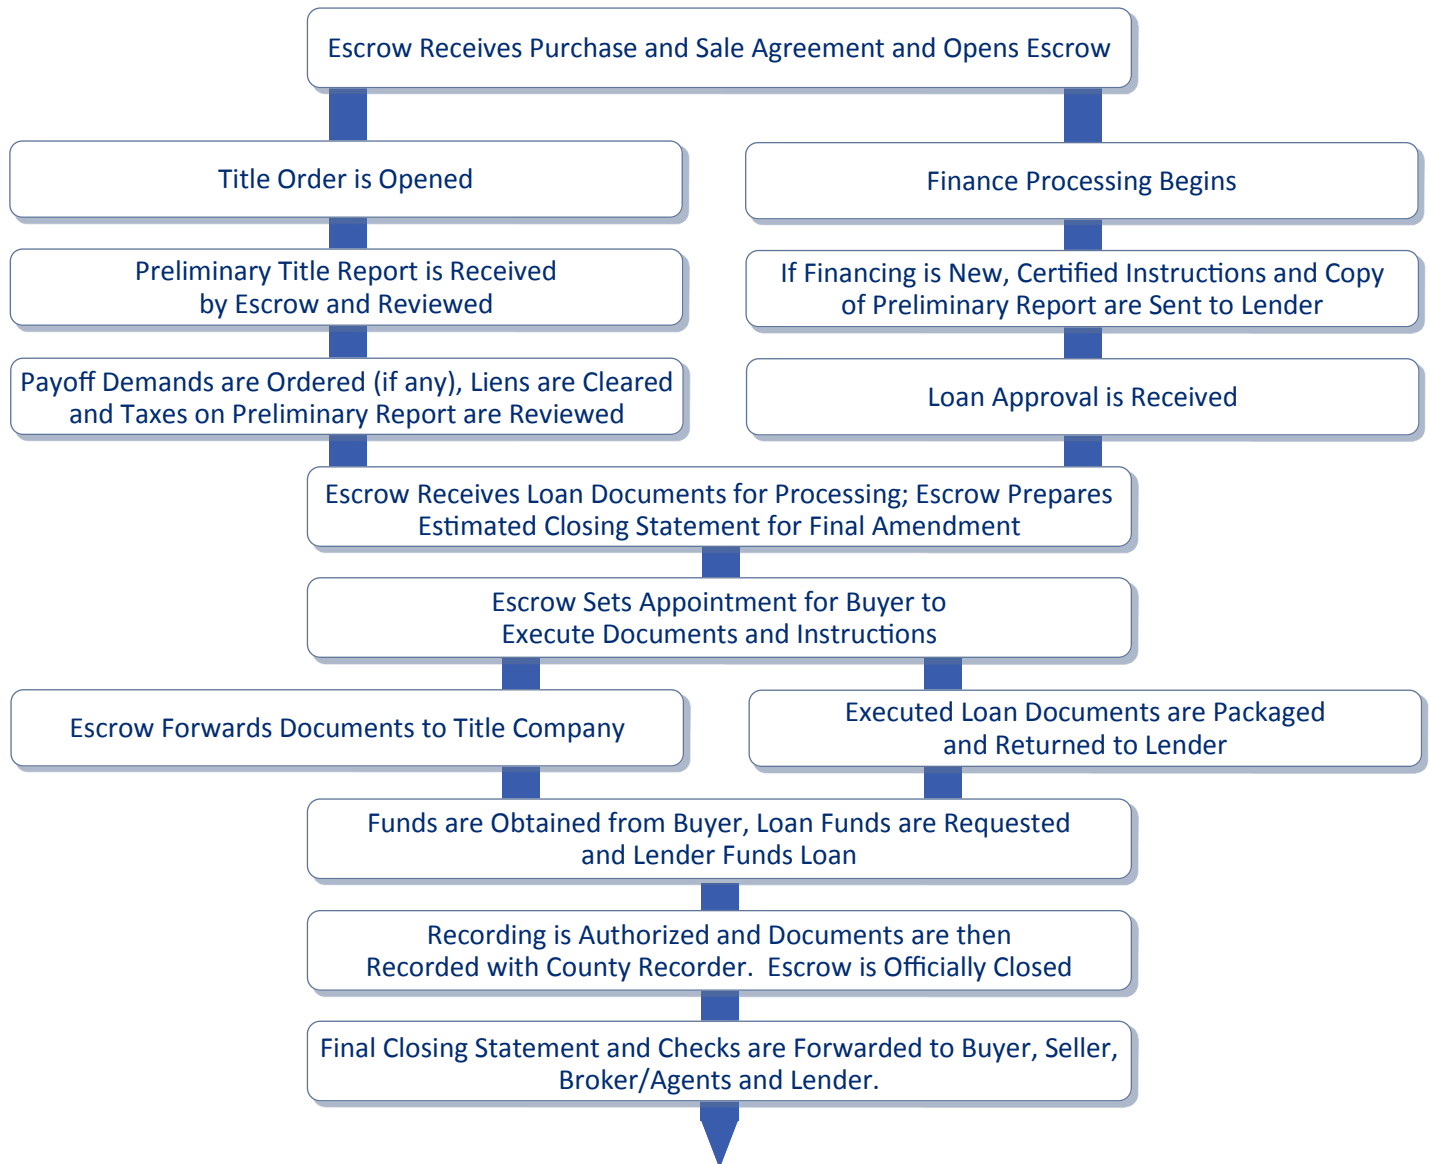 Escrow Receives Purchase and Sale Agreement and Opens Escrow
Title Order is Opened
Finance Processing Begins
Preliminary Title Report is Received
by Escrow and Reviewed
If Financing is New, Certified Instructions and Copy
of Preliminary Report are Sent to Lender
Payoff Demands are Ordered (if any), Liens are Cleared
and Taxes on Preliminary Report are Reviewed
Loan Approval is Received
Escrow Receives Loan Documents for Processing; Escrow Prepares
Estimated Closing Statement for Final Amendment
Escrow Sets Appointment for Buyer to
Execute Documents and Instructions
Escrow Forwards Documents to Title Company
Executed Loan Documents are Packaged
and Returned to Lender
Funds are Obtained from Buyer, Loan Funds are Requested
and Lender Funds Loan
Recording is Authorized and Documents are then
Recorded with County Recorder.  Escrow is Officially Closed
Final Closing Statement and Checks are Forwarded to Buyer, Seller,
Broker/Agents and Lender.